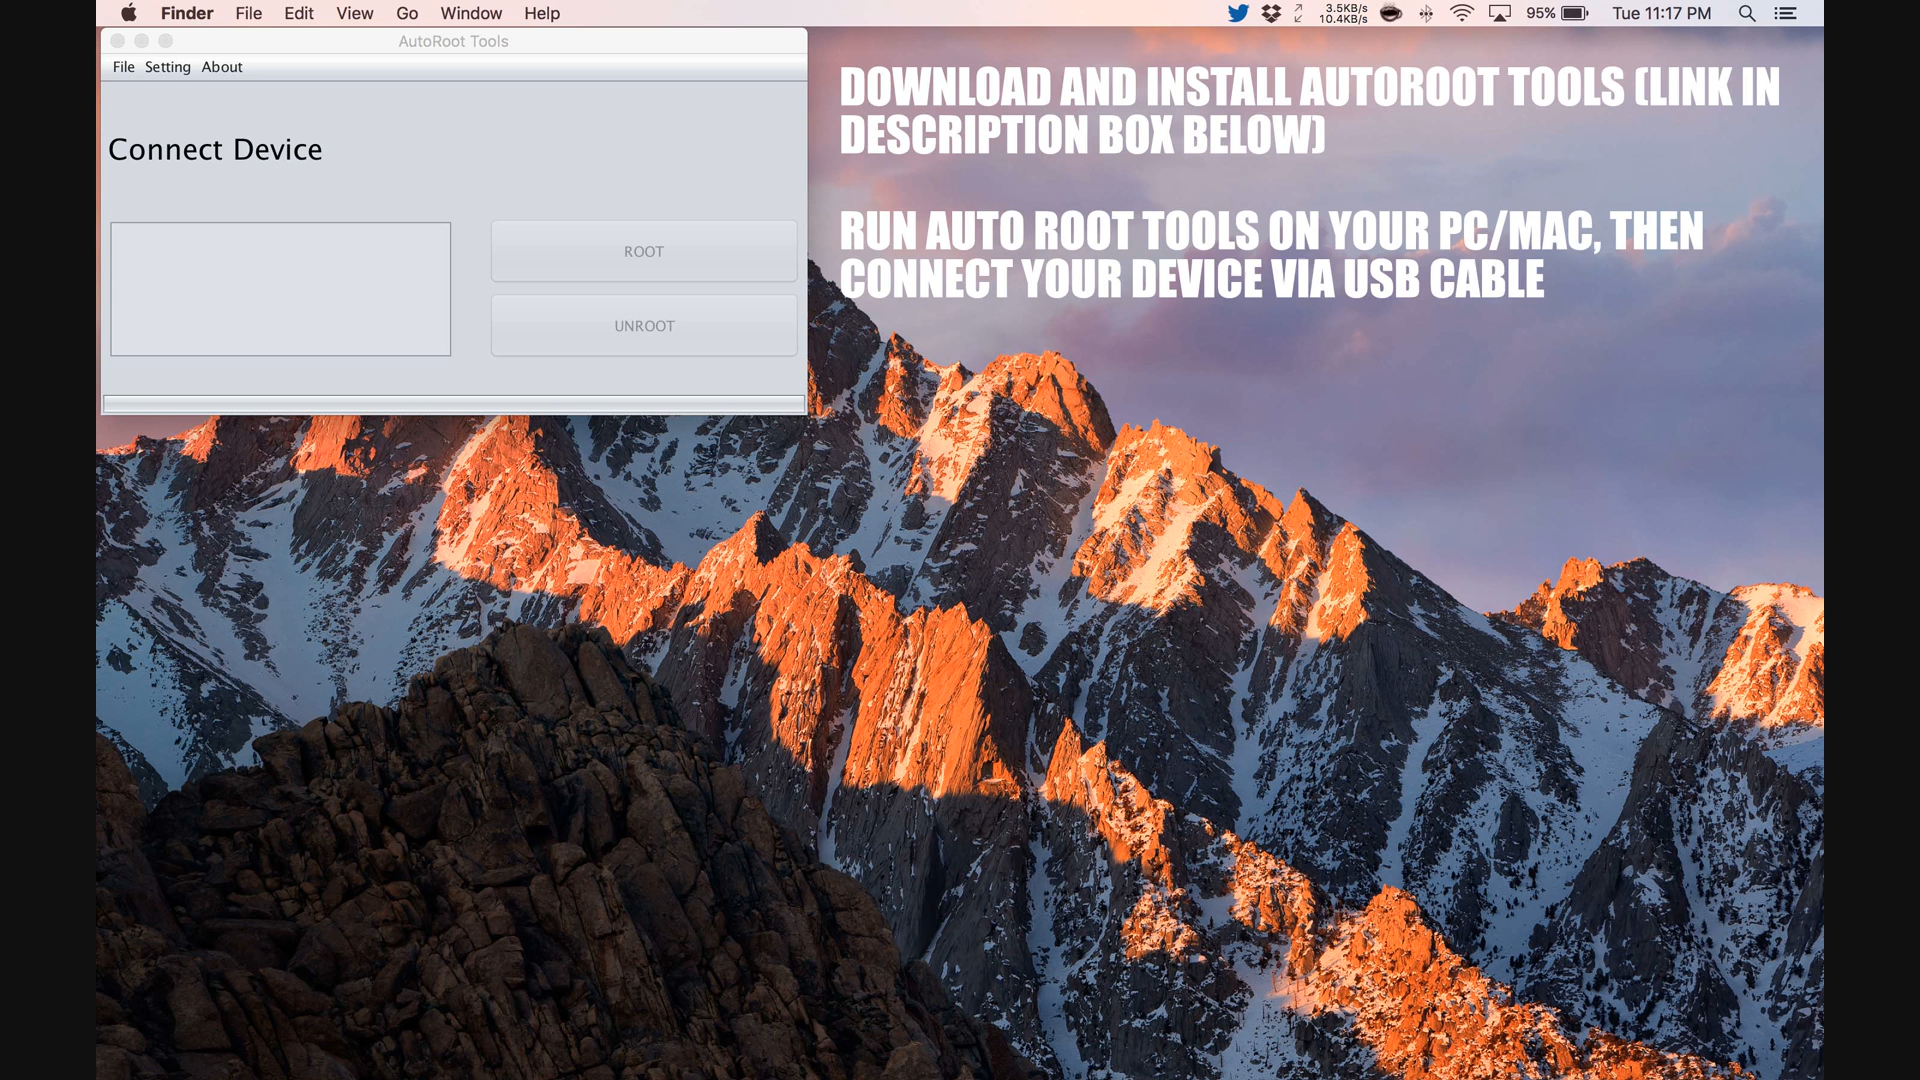 Finder File Edit View Go Window Help 3.5KB/s 10.4KB/s 95% Tue 11:17 PM
AutoRoot Tools
File Setting About
Connect Device
ROOT
UNROOT
DOWNLOAD AND INSTALL AUTOROOT TOOLS (LINK IN
DESCRIPTION BOX BELOW)
RUN AUTO ROOT TOOLS ON YOUR PC/MAC, THEN
CONNECT YOUR DEVICE VIA USB CABLE